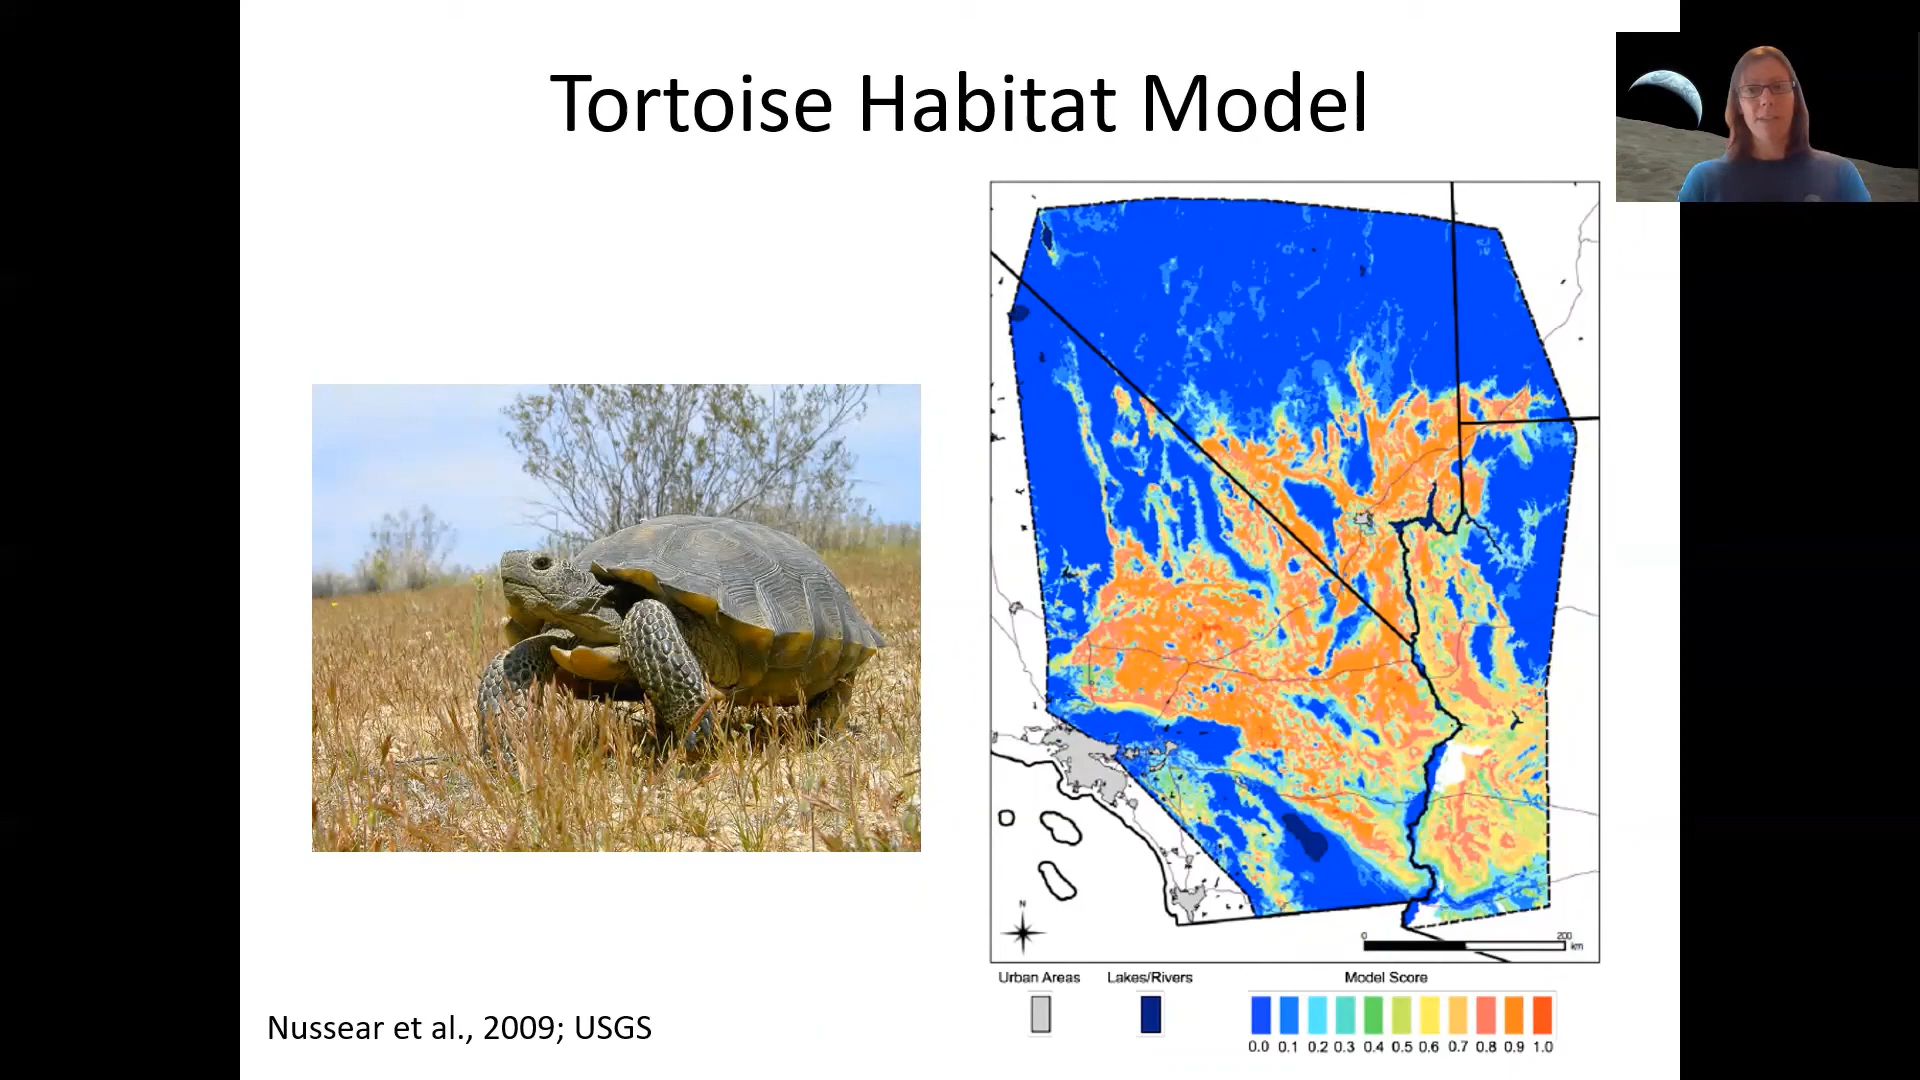 Tortoise Habitat Model
N
0 200
km
Urban Areas Lakes/Rivers Model Score
0.0 0.1 0.2 0.3 0.4 0.5 0.6 0.7 0.8 0.9 1.0
Nussear et al., 2009; USGS